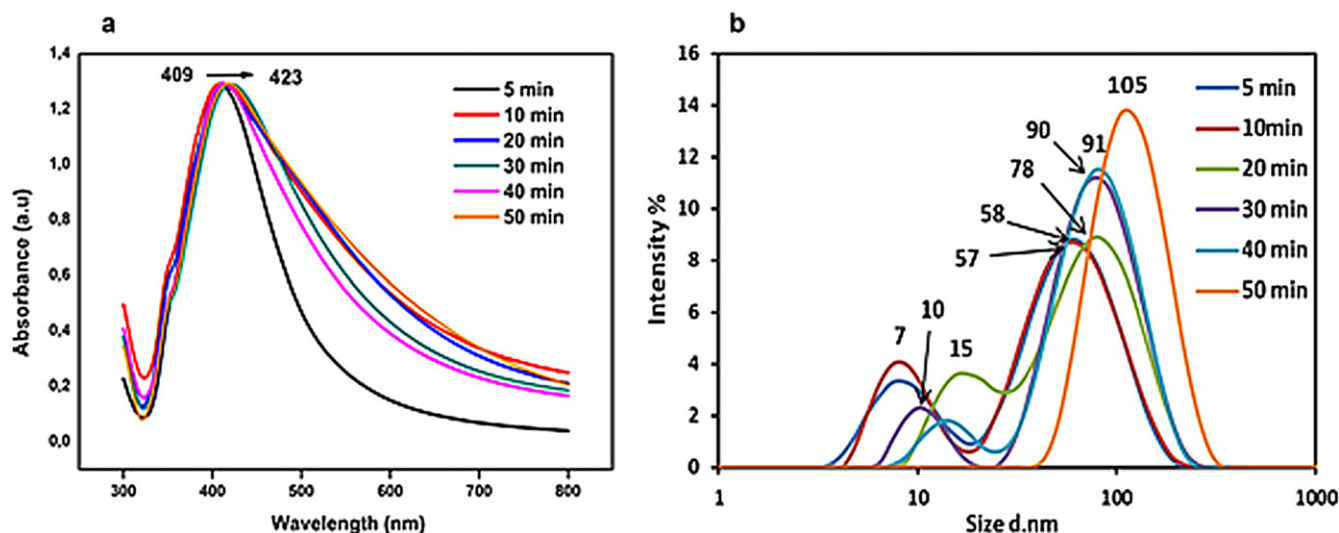 a
1,4
1,2
1,0
0,8
0,6
0,4
0,2
0,0
Absorbance (a.u)
409 423
5 min
10 min
20 min
30 min
40 min
50 min
300 400 500 600 700 800
Wavelength (nm)
b
16
14
12
10
8
6
4
2
0
Intensity %
105
90 91
78
58
57
7 10 15
5 min
10min
20 min
30 min
40 min
50 min
1 10 100 1000
Size d.nm